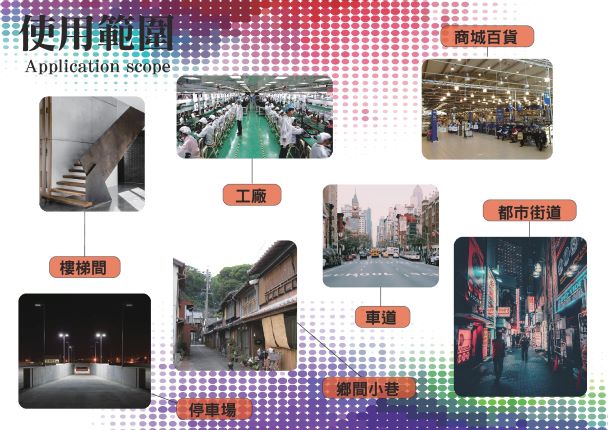 使用範圍
Application scope
商城百貨
工廠
都市街道
樓梯間
車道
鄉間小巷
停車場